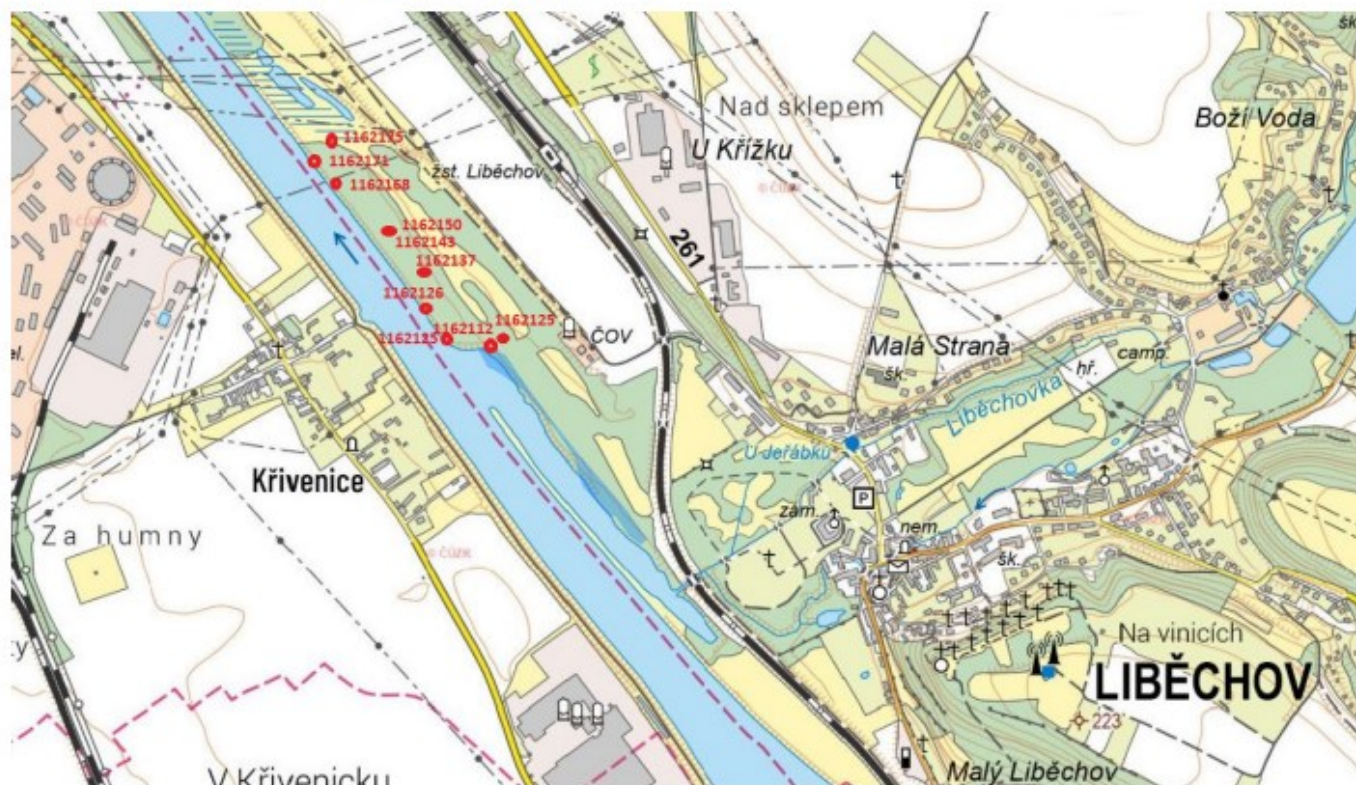 Nad sklepem
Boží Voda
U Křížku
1162175
1162171
žst. Liběchov
1162168
© ČÚZK
© ČÚZK
1162150
1162143
261
1162137
1162126
1162112
1162125
ČOV
Malá Strana
šk.
camp.
hř.
Liběchovka
U Jeřábků
P
Křivenice
zám.
nem.
Za humny
© ČÚZK
šk.
Na vinicích
LIBĚCHOV
223
V Křivenicku
Malý Liběchov